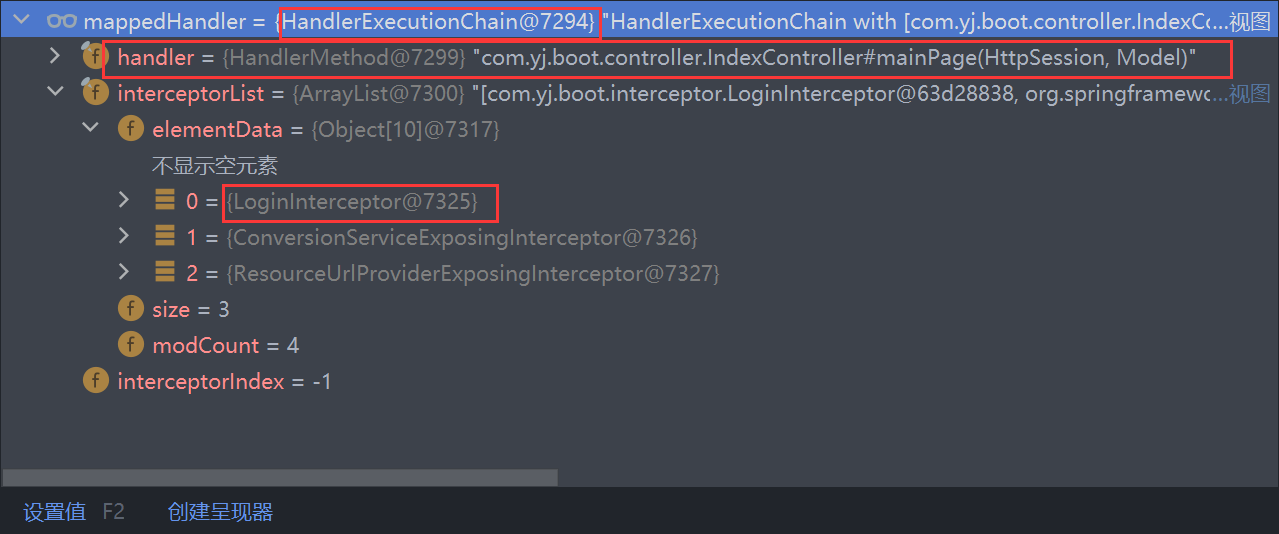 mappedHandler = {HandlerExecutionChain@7294} "HandlerExecutionChain with [com.yj.boot.controller.IndexCo...视图
f handler = {HandlerMethod@7299} "com.yj.boot.controller.IndexController#mainPage(HttpSession, Model)"
f interceptorList = {ArrayList@7300} "[com.yj.boot.interceptor.LoginInterceptor@63d28838, org.springframewo...视图
f elementData = {Object[10]@7317}
不显示空元素
0 = {LoginInterceptor@7325}
1 = {ConversionServiceExposingInterceptor@7326}
2 = {ResourceUrlProviderExposingInterceptor@7327}
f size = 3
f modCount = 4
f interceptorIndex = -1
设置值 F2 创建呈现器